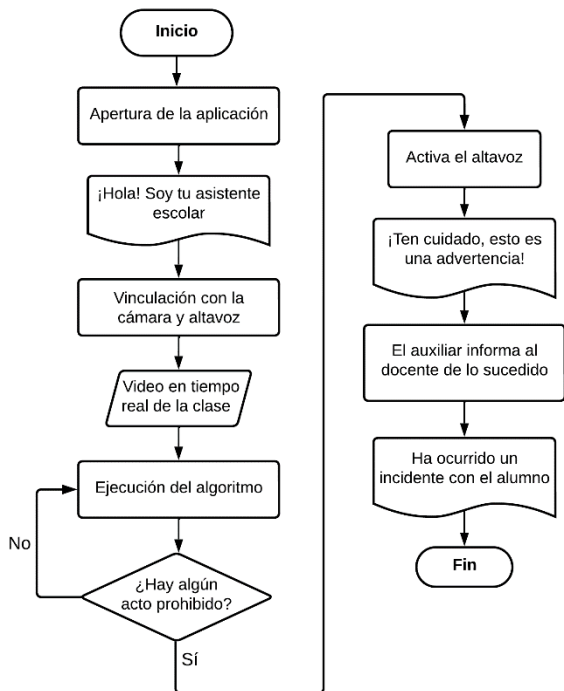 Inicio
Apertura de la aplicación
¡Hola! Soy tu asistente
escolar
Vinculación con la
cámara y altavoz
Video en tiempo
real de la clase
Ejecución del algoritmo
No
¿Hay algún
acto prohibido?
Sí
Activa el altavoz
¡Ten cuidado, esto es
una advertencia!
El auxiliar informa al
docente de lo sucedido
Ha ocurrido un
incidente con el alumno
Fin